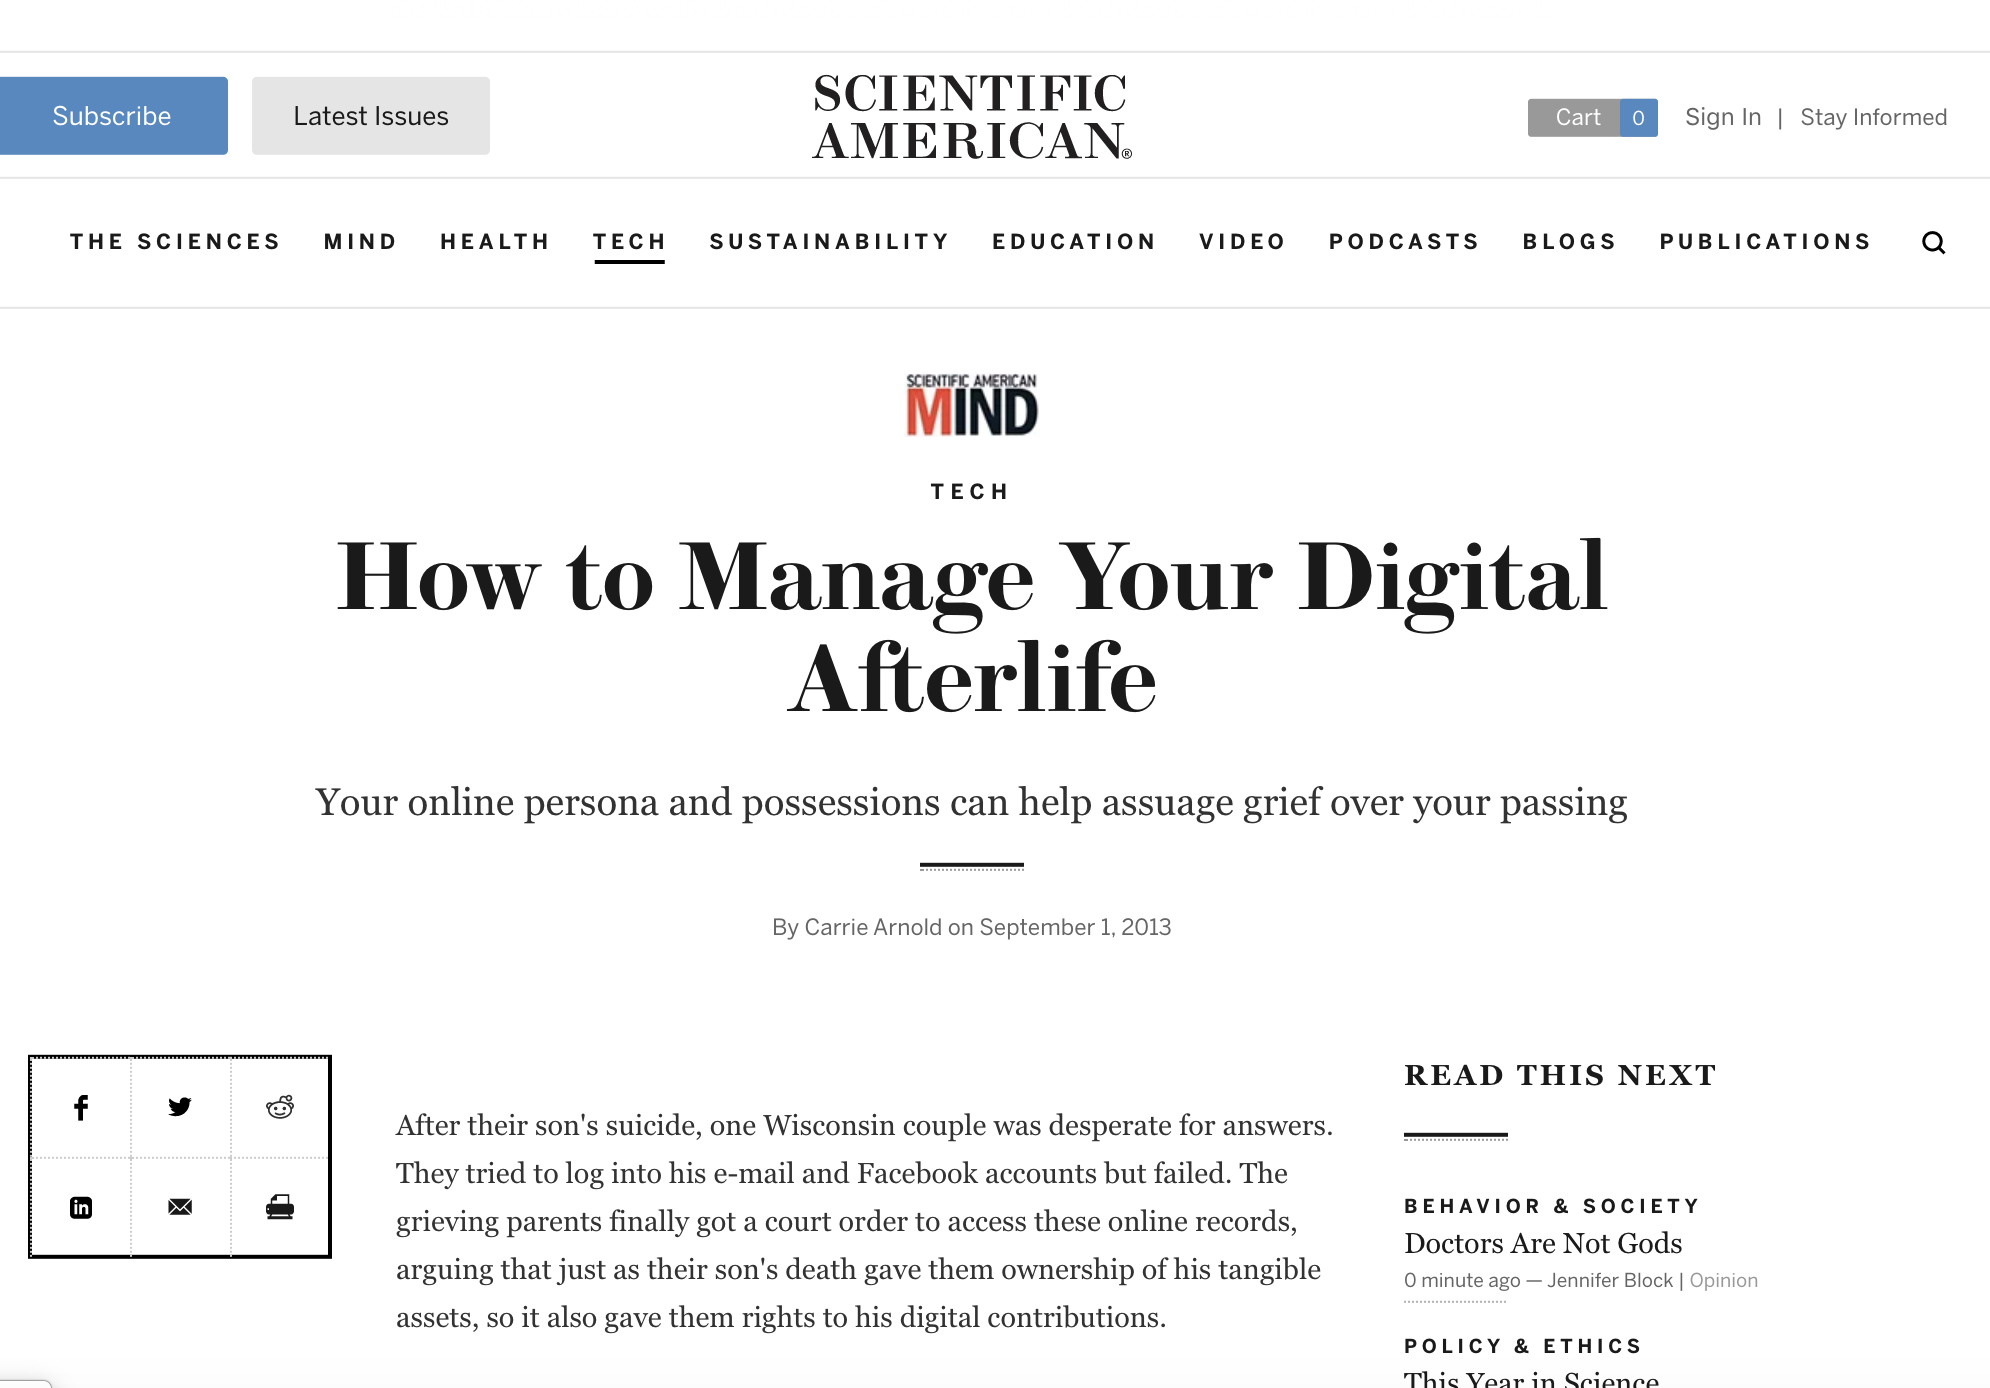 Subscribe
Latest Issues
SCIENTIFIC
AMERICAN®
Cart 0
Sign In | Stay Informed
THE SCIENCES MIND HEALTH TECH SUSTAINABILITY EDUCATION VIDEO PODCASTS BLOGS PUBLICATIONS
SCIENTIFIC AMERICAN
MIND
TECH
How to Manage Your Digital
Afterlife
Your online persona and possessions can help assuage grief over your passing
By Carrie Arnold on September 1, 2013
f
in
After their son's suicide, one Wisconsin couple was desperate for answers.
They tried to log into his e-mail and Facebook accounts but failed. The
grieving parents finally got a court order to access these online records,
arguing that just as their son's death gave them ownership of his tangible
assets, so it also gave them rights to his digital contributions.
READ THIS NEXT
BEHAVIOR & SOCIETY
Doctors Are Not Gods
0 minute ago — Jennifer Block | Opinion
POLICY & ETHICS
This Year in Science